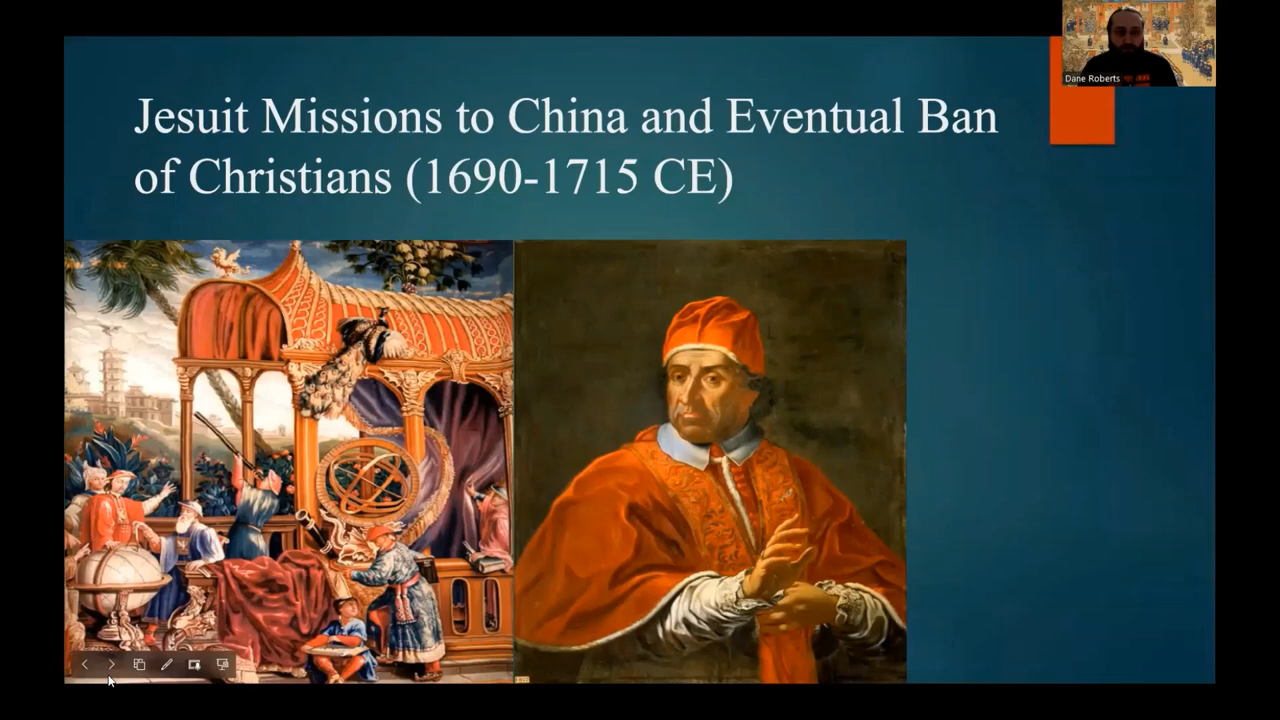 Dane Roberts
Jesuit Missions to China and Eventual Ban
of Christians (1690-1715 CE)